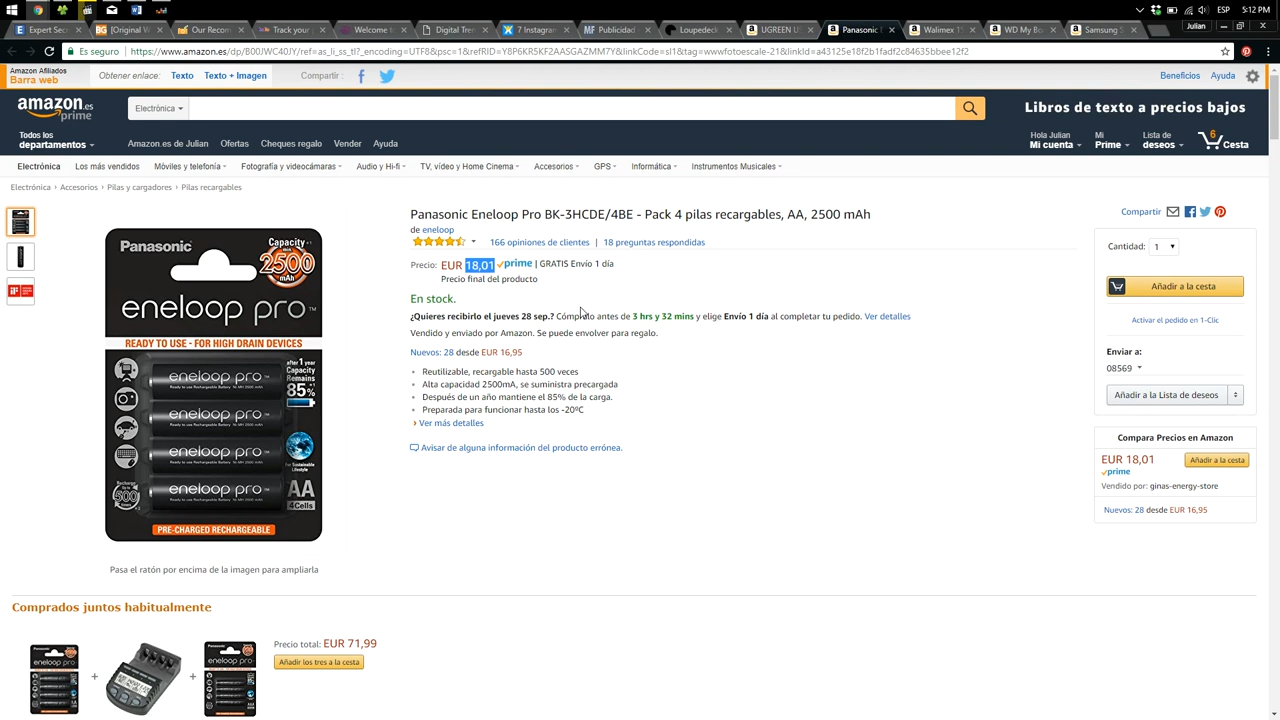 ESP 5:12 PM
Expert Sec
[Original W
Our Recom
Track your
Welcome t
Digital Tren
7 Instagran
Publicidad
Loupedeck
UGREEN U
Panasonic
Walimex 1
WD My Bo
Samsung
Julian
Es seguro | https://www.amazon.es/dp/B00JWC40JY/ref=as_li_ss_tl?_encoding=UTF8&psc=1&refRID=Y8P6KR5KF2AASGAZMM7Y&linkCode=sl1&tag=wwwfotoescale-21&linkId=a43125e18f2b1fadf2c84635bbee12f2
Amazon Afiliados
Barra web
Obtener enlace: Texto Texto + Imagen Compartir :
Beneficios Ayuda
amazon.es
prime
Electrónica
Libros de texto a precios bajos
Todos los
departamentos
Amazon.es de Julian Ofertas Cheques regalo Vender Ayuda
Hola Julian
Mi cuenta
Mi
Prime
Lista de
deseos
6
Cesta
Electrónica Los más vendidos Móviles y telefonía Fotografía y videocámaras Audio y Hi-fi TV, vídeo y Home Cinema Accesorios GPS Informática Instrumentos Musicales
Electrónica › Accesorios › Pilas y cargadores › Pilas recargables
Panasonic Eneloop Pro BK-3HCDE/4BE - Pack 4 pilas recargables, AA, 2500 mAh
de eneloop
166 opiniones de clientes | 18 preguntas respondidas
Precio: EUR 18,01 prime | GRATIS Envío 1 día
Precio final del producto
En stock.
¿Quieres recibirlo el jueves 28 sep.? Cómpralo antes de 3 hrs y 32 mins y elige Envío 1 día al completar tu pedido. Ver detalles
Vendido y enviado por Amazon. Se puede envolver para regalo.
Nuevos: 28 desde EUR 16,95
Reutilizable, recargable hasta 500 veces
Alta capacidad 2500mA, se suministra precargada
Después de un año mantiene el 85% de la carga.
Preparada para funcionar hasta los -20ºC
› Ver más detalles
Avisar de alguna información del producto errónea.
Panasonic
Capacity
2500
mAh
eneloop pro
READY TO USE - FOR HIGH DRAIN DEVICES
eneloop pro
eneloop pro
eneloop pro
eneloop pro
after 1 year
Capacity
Remains
85%
AA
4Cells
500
PRE-CHARGED RECHARGEABLE
Pasa el ratón por encima de la imagen para ampliarla
Compartir
Cantidad: 1
Añadir a la cesta
Activar el pedido en 1-Clic
Enviar a:
08569
Añadir a la Lista de deseos
Compara Precios en Amazon
EUR 18,01
Añadir a la cesta
prime
Vendido por: ginas-energy-store
Nuevos: 28 desde EUR 16,95
Comprados juntos habitualmente
Precio total: EUR 71,99
Añadir los tres a la cesta
eneloop pro
eneloop pro